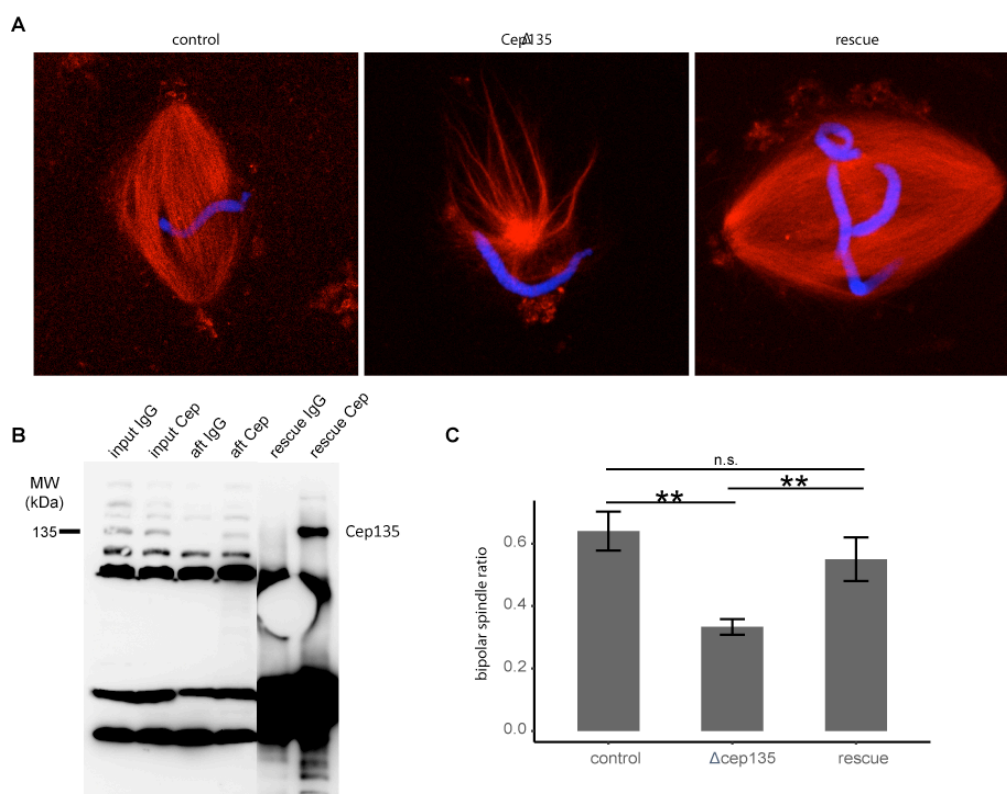 A
control
CepΔ135
rescue
B
input IgG
input Cep
aft IgG
aft Cep
rescue IgG
rescue Cep
MW
(kDa)
135
Cep135
C
n.s.
**
**
bipolar spindle ratio
0.6
0.4
0.2
0.0
control
Δcep135
rescue